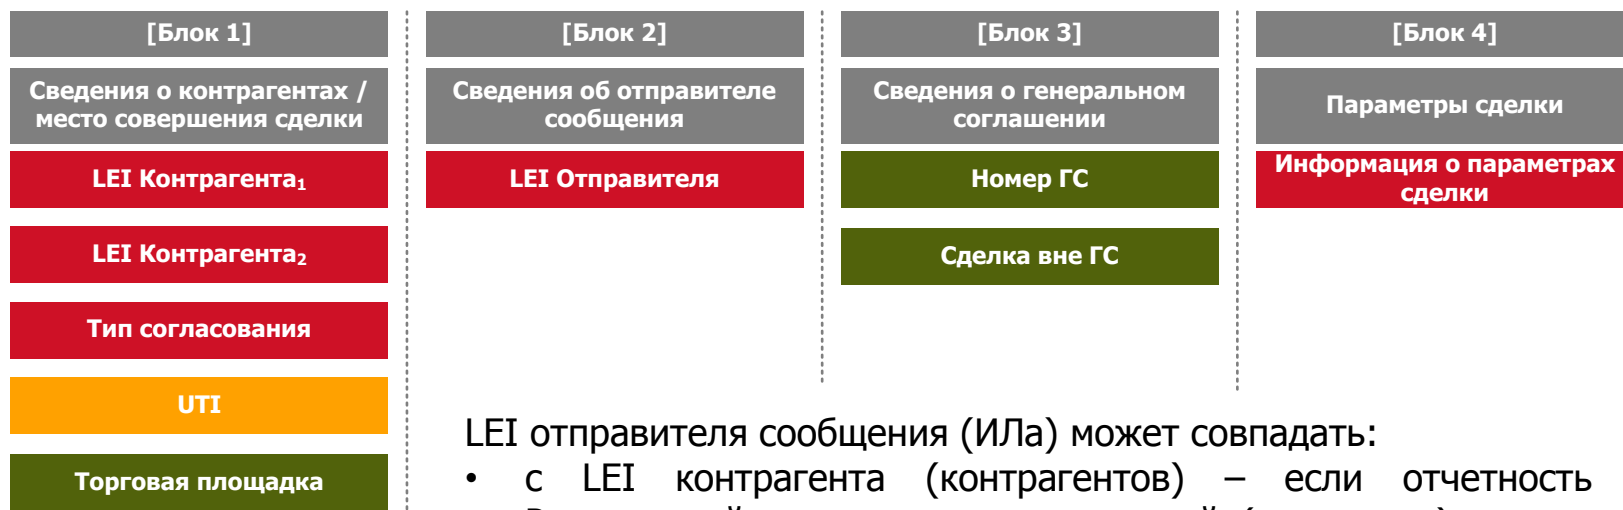 [Блок 1]
Сведения о контрагентах /
место совершения сделки
LEI Контрагента₁
LEI Контрагента₂
Тип согласования
UTI
Торговая площадка
[Блок 2]
Сведения об отправителе
сообщения
LEI Отправителя
[Блок 3]
Сведения о генеральном
соглашении
Номер ГС
Сделка вне ГС
[Блок 4]
Параметры сделки
Информация о параметрах
сделки
LEI отправителя сообщения (ИЛа) может совпадать:
• с LEI контрагента (контрагентов) – если отчетность